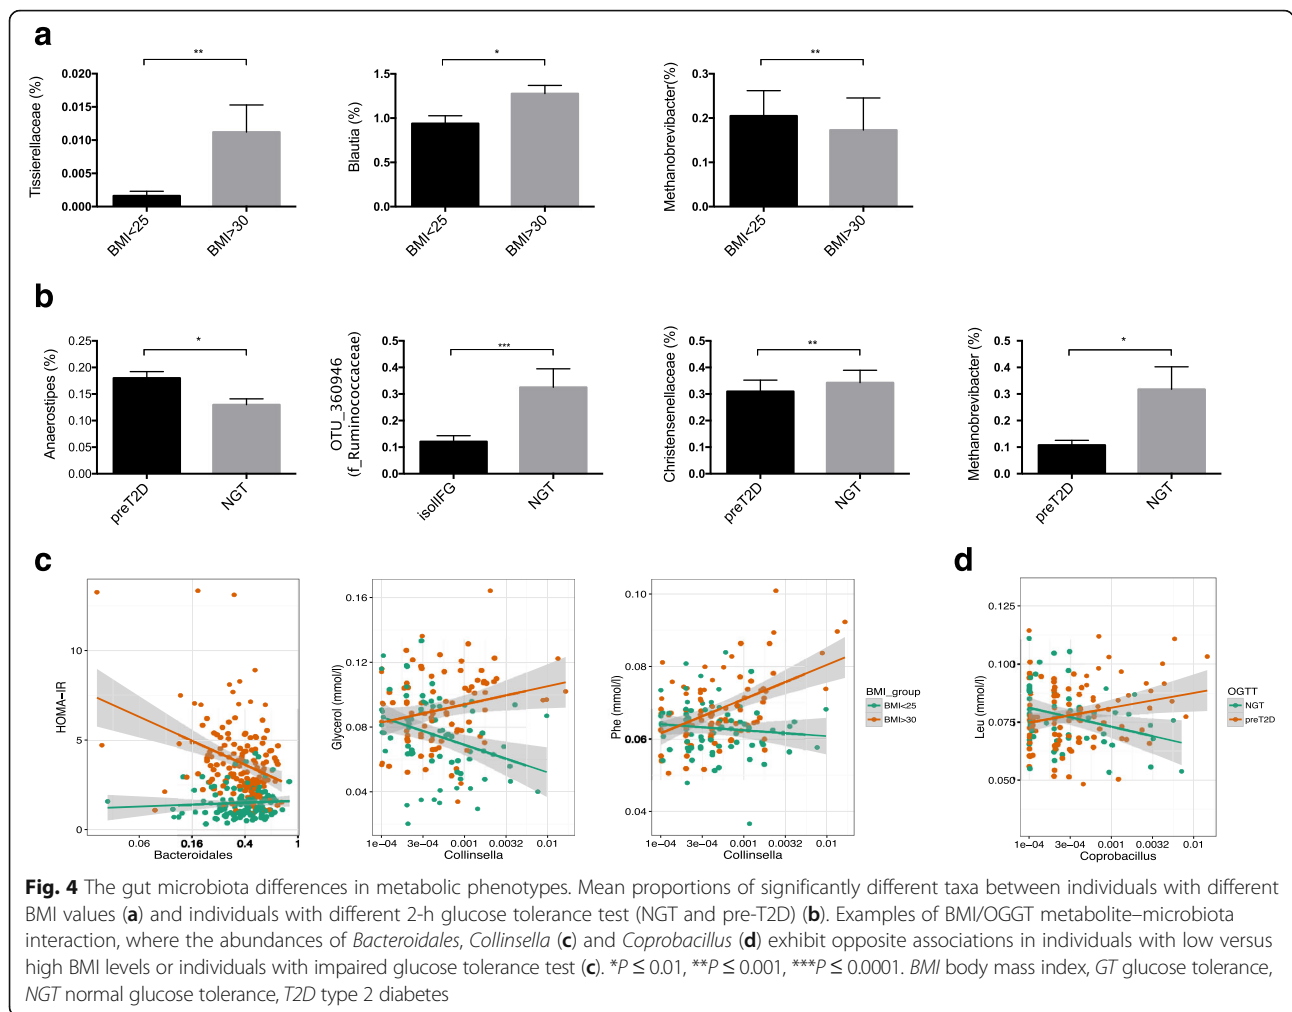 a
** * **
Tissierellaceae (%)
0.020
0.015
0.010
0.005
0.000
BMI<25 BMI>30
Blautia (%)
1.5
1.0
0.5
0.0
BMI<25 BMI>30
Methanobrevibacter(%)
0.3
0.2
0.1
0.0
BMI<25 BMI>30
b
* *** ** *
Anaerostipes (%)
0.25
0.20
0.15
0.10
0.05
0.00
preT2D NGT
OTU_360946
(f_Ruminococcaceae)
0.5
0.4
0.3
0.2
0.1
0.0
isolIFG NGT
Christensenellaceae (%)
0.5
0.4
0.3
0.2
0.1
0.0
preT2D NGT
Methanobrevibacter (%)
0.5
0.4
0.3
0.2
0.1
0.0
preT2D NGT
c
HOMA−IR
10
5
0
0.06 0.16 0.4 1
Bacteroidales
Glycerol (mmol/l)
0.16
0.12
0.08
0.04
1e−04 3e−04 0.001 0.0032 0.01
Collinsella
Phe (mmol/l)
0.10
0.08
0.06
0.04
1e−04 3e−04 0.001 0.0032 0.01
Collinsella
BMI_group
BMI<25
BMI>30
d
Leu (mmol/l)
0.125
0.100
0.075
0.050
1e−04 3e−04 0.001 0.0032 0.01
Coprobacillus
OGTT
NGT
preT2D
Fig. 4 The gut microbiota differences in metabolic phenotypes. Mean proportions of significantly different taxa between individuals with different
BMI values (a) and individuals with different 2-h glucose tolerance test (NGT and pre-T2D) (b). Examples of BMI/OGGT metabolite–microbiota
interaction, where the abundances of Bacteroidales, Collinsella (c) and Coprobacillus (d) exhibit opposite associations in individuals with low versus
high BMI levels or individuals with impaired glucose tolerance test (c). *P ≤ 0.01, **P ≤ 0.001, ***P ≤ 0.0001. BMI body mass index, GT glucose tolerance,
NGT normal glucose tolerance, T2D type 2 diabetes